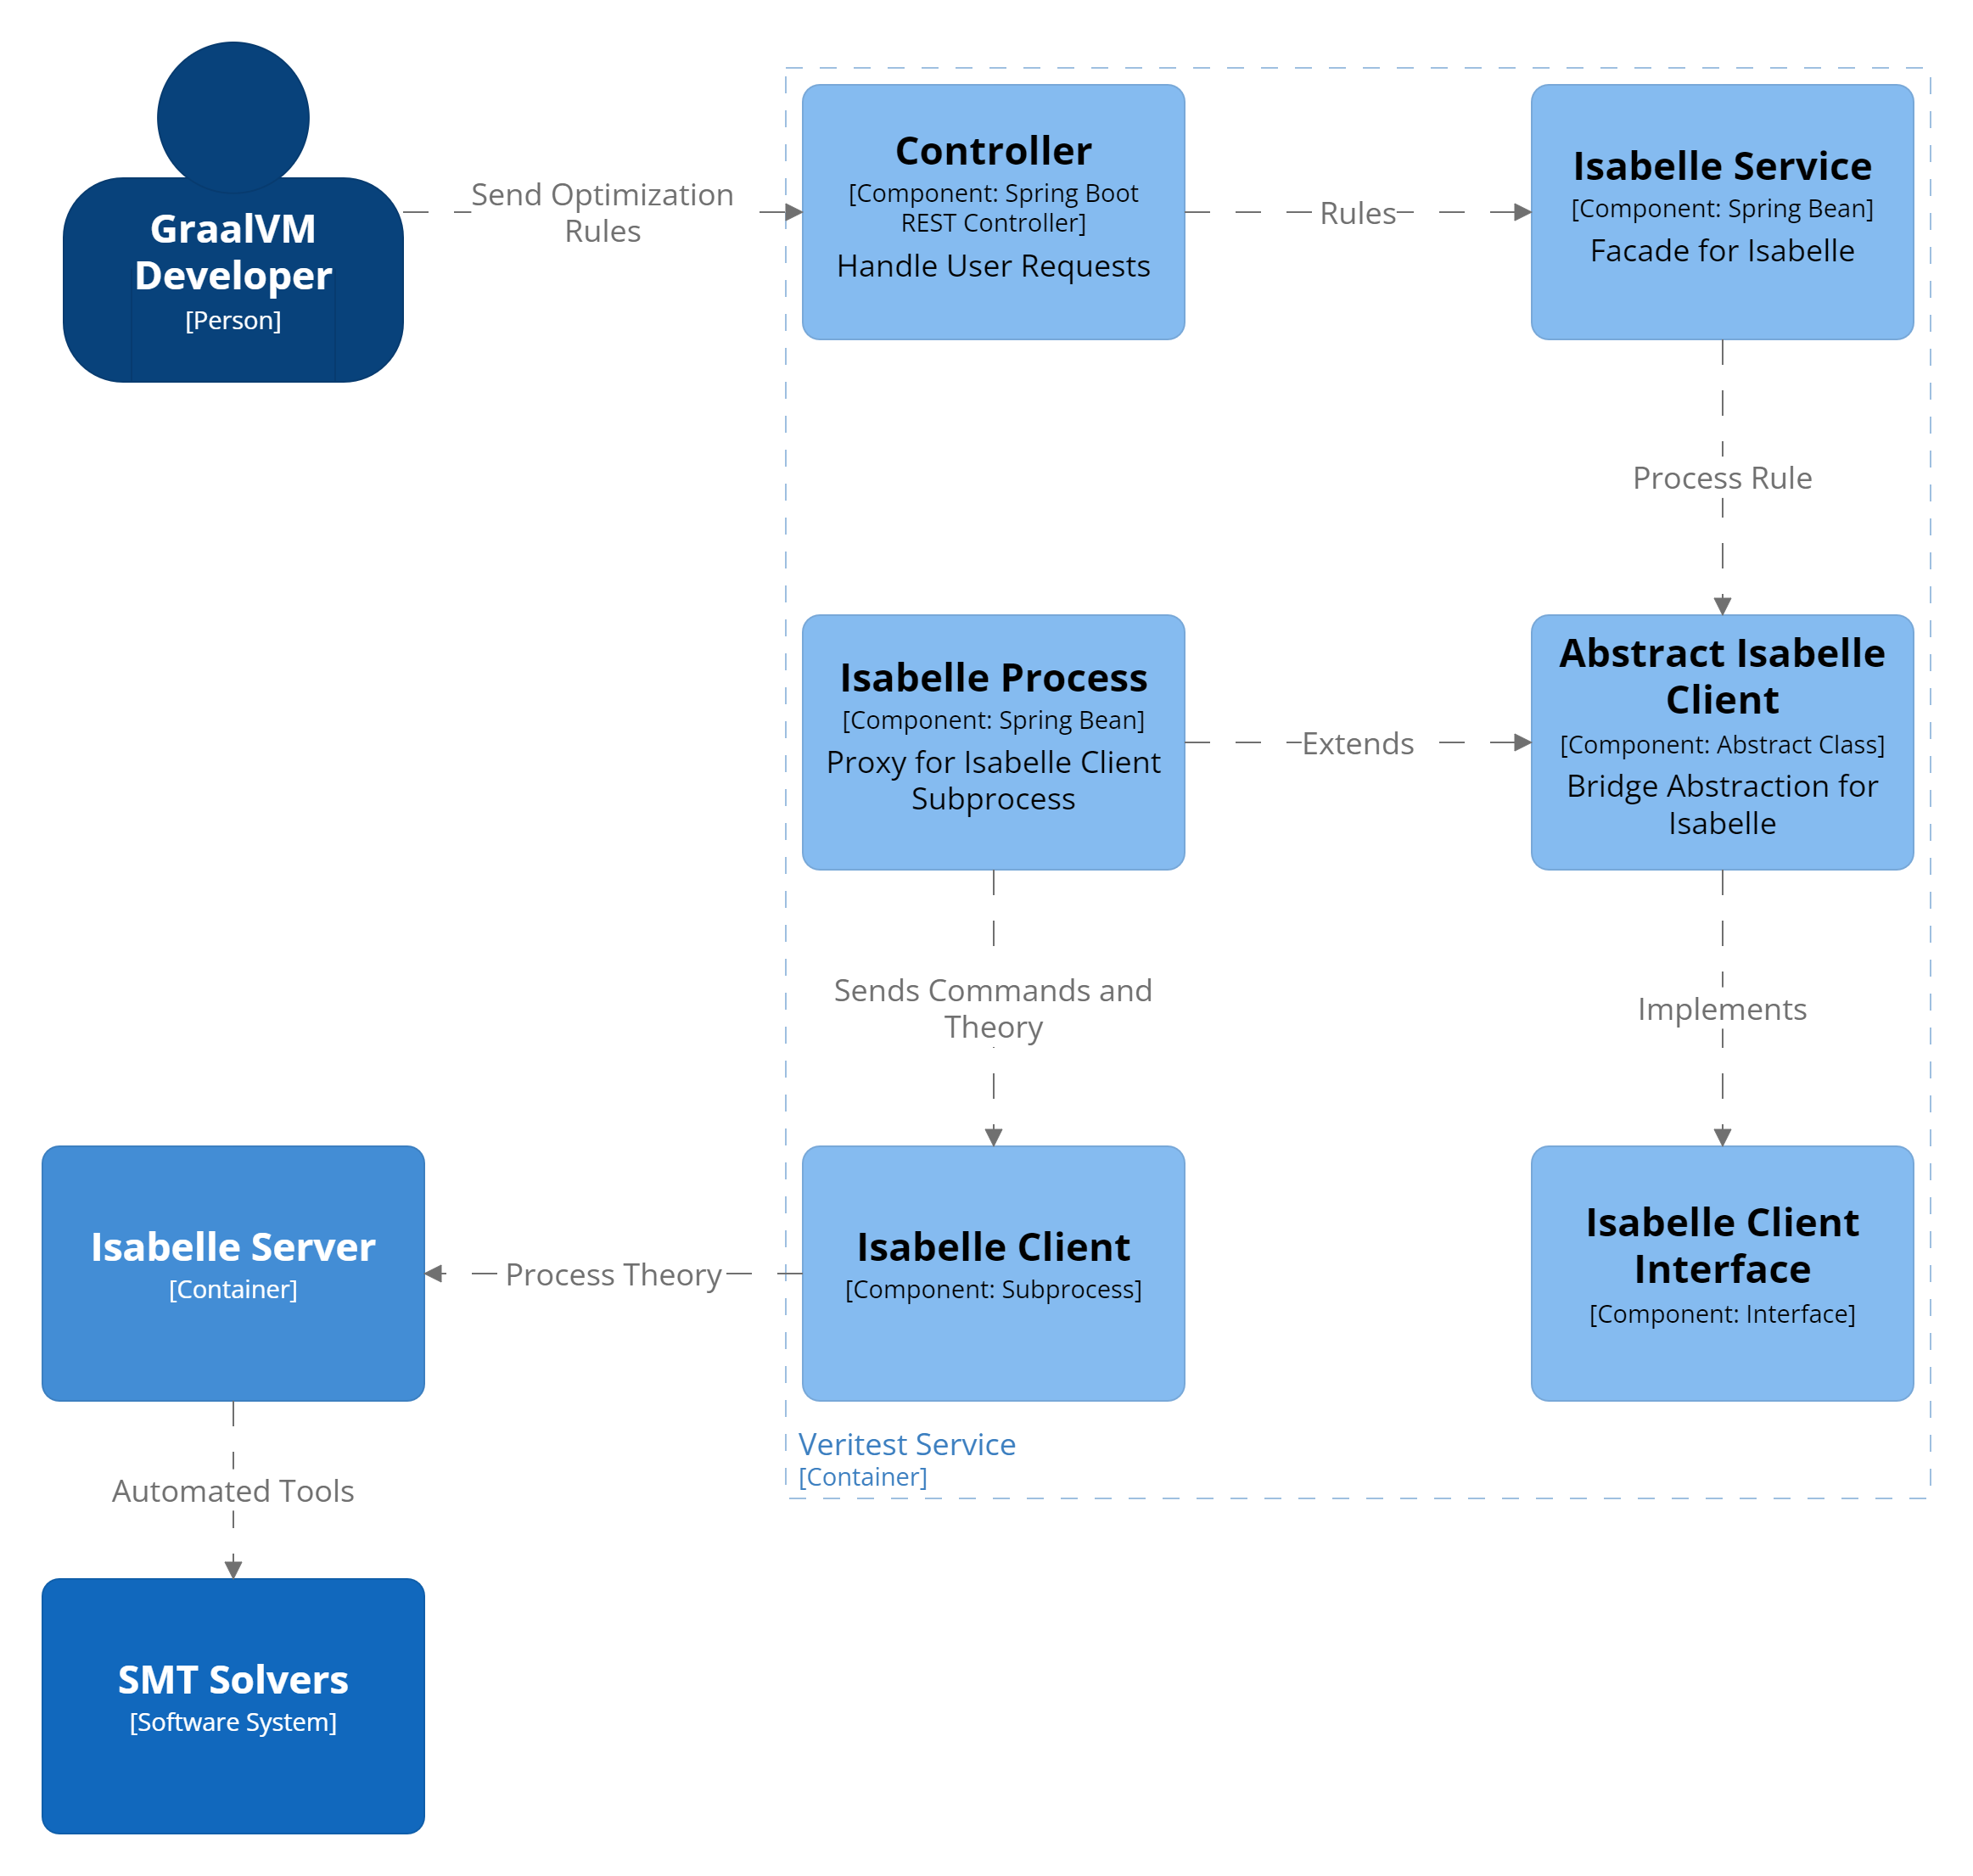 GraalVM
Developer
[Person]
Send Optimization
Rules
Controller
[Component: Spring Boot
REST Controller]
Handle User Requests
Rules
Isabelle Service
[Component: Spring Bean]
Facade for Isabelle
Process Rule
Isabelle Process
[Component: Spring Bean]
Proxy for Isabelle Client
Subprocess
Extends
Abstract Isabelle
Client
[Component: Abstract Class]
Bridge Abstraction for
Isabelle
Sends Commands and
Theory
Implements
Isabelle Server
[Container]
Process Theory
Isabelle Client
[Component: Subprocess]
Isabelle Client
Interface
[Component: Interface]
Veritest Service
[Container]
Automated Tools
SMT Solvers
[Software System]